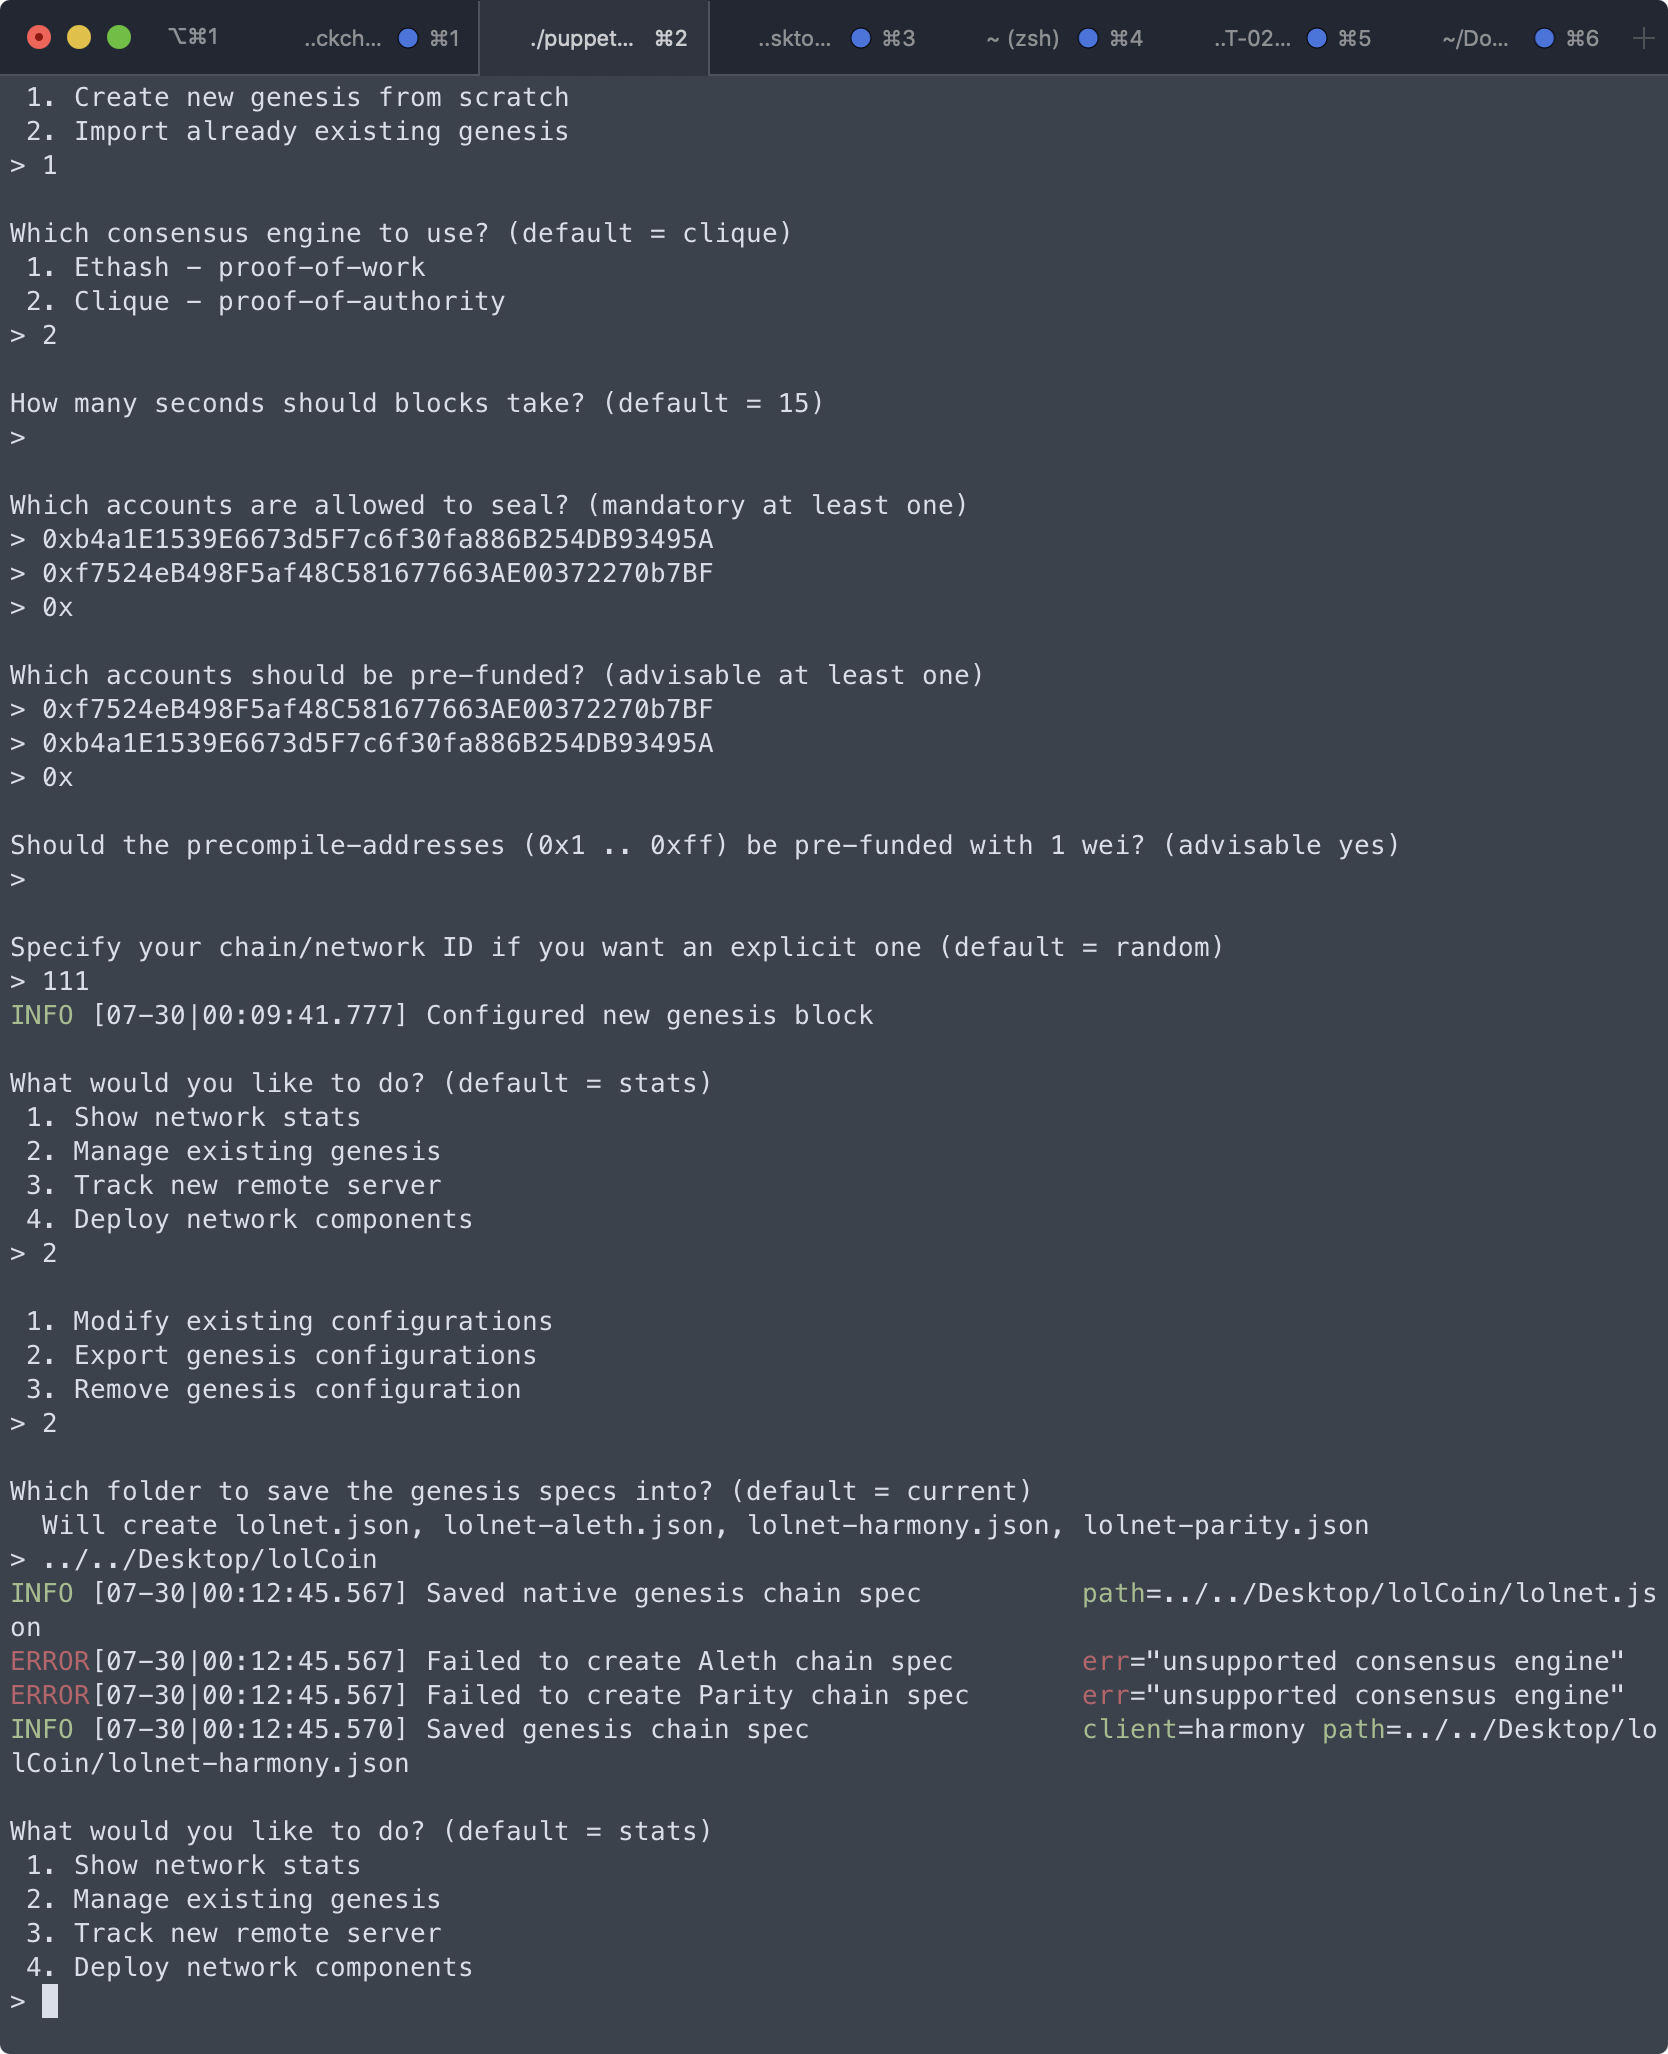 ⌥⌘1 ..ckch... ⌘1 ./puppet... ⌘2 ..skto... ⌘3 ~ (zsh) ⌘4 ..T-02... ⌘5 ~/Do... ⌘6
1. Create new genesis from scratch
2. Import already existing genesis
> 1
Which consensus engine to use? (default = clique)
1. Ethash - proof-of-work
2. Clique - proof-of-authority
> 2
How many seconds should blocks take? (default = 15)
>
Which accounts are allowed to seal? (mandatory at least one)
> 0xb4a1E1539E6673d5F7c6f30fa886B254DB93495A
> 0xf7524eB498F5af48C581677663AE00372270b7BF
> 0x
Which accounts should be pre-funded? (advisable at least one)
> 0xf7524eB498F5af48C581677663AE00372270b7BF
> 0xb4a1E1539E6673d5F7c6f30fa886B254DB93495A
> 0x
Should the precompile-addresses (0x1 .. 0xff) be pre-funded with 1 wei? (advisable yes)
>
Specify your chain/network ID if you want an explicit one (default = random)
> 111
INFO [07-30|00:09:41.777] Configured new genesis block
What would you like to do? (default = stats)
1. Show network stats
2. Manage existing genesis
3. Track new remote server
4. Deploy network components
> 2
1. Modify existing configurations
2. Export genesis configurations
3. Remove genesis configuration
> 2
Which folder to save the genesis specs into? (default = current)
Will create lolnet.json, lolnet-aleth.json, lolnet-harmony.json, lolnet-parity.json
> ../../Desktop/lolCoin
INFO [07-30|00:12:45.567] Saved native genesis chain spec path=../../Desktop/lolCoin/lolnet.js
on
ERROR[07-30|00:12:45.567] Failed to create Aleth chain spec err="unsupported consensus engine"
ERROR[07-30|00:12:45.567] Failed to create Parity chain spec err="unsupported consensus engine"
INFO [07-30|00:12:45.570] Saved genesis chain spec client=harmony path=../../Desktop/lo
lCoin/lolnet-harmony.json
What would you like to do? (default = stats)
1. Show network stats
2. Manage existing genesis
3. Track new remote server
4. Deploy network components
>